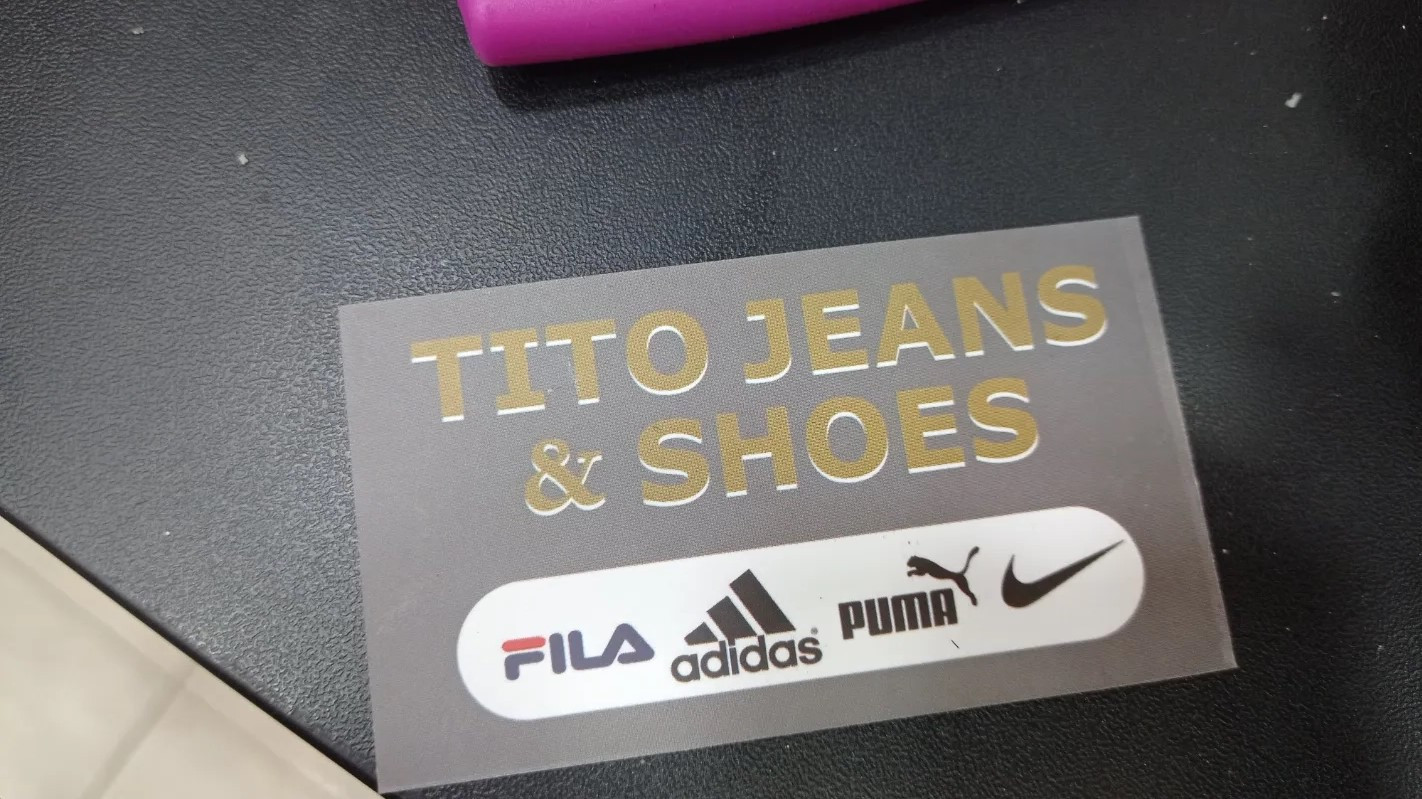 TITO JEANS
& SHOES
FILA adidas® PUMA